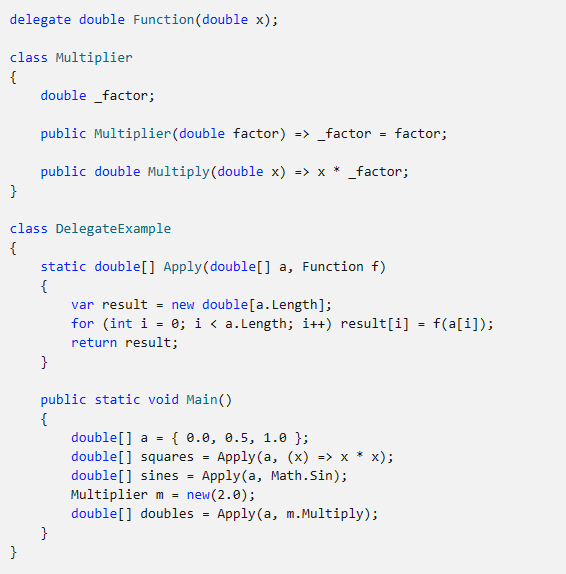 delegate double Function(double x);
class Multiplier
{
    double _factor;
    public Multiplier(double factor) => _factor = factor;
    public double Multiply(double x) => x * _factor;
}
class DelegateExample
{
    static double[] Apply(double[] a, Function f)
    {
        var result = new double[a.Length];
        for (int i = 0; i < a.Length; i++) result[i] = f(a[i]);
        return result;
    }
    public static void Main()
    {
        double[] a = { 0.0, 0.5, 1.0 };
        double[] squares = Apply(a, (x) => x * x);
        double[] sines = Apply(a, Math.Sin);
        Multiplier m = new(2.0);
        double[] doubles = Apply(a, m.Multiply);
    }
}